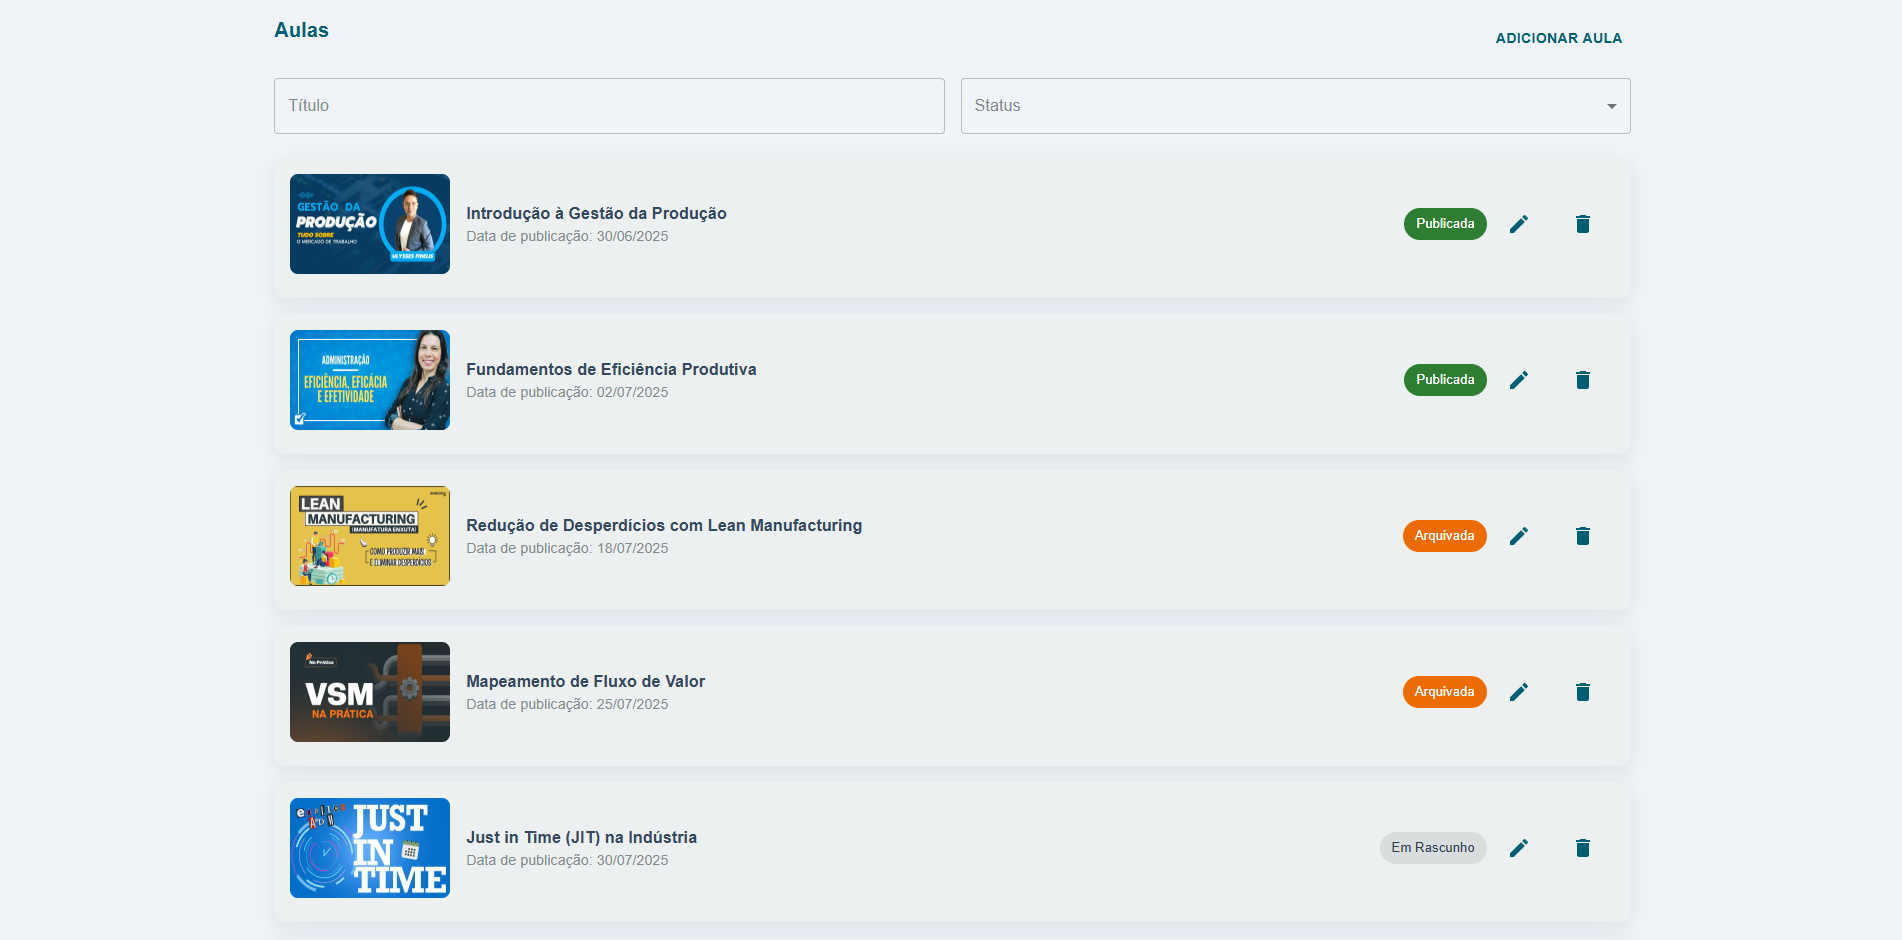 Aulas
ADICIONAR AULA
Título
Status
GESTÃO DA
PRODUÇÃO
TUDO SOBRE
O MERCADO DE TRABALHO
ULYSSES FIDELIS
Introdução à Gestão da Produção
Data de publicação: 30/06/2025
Publicada
ADMINISTRAÇÃO
EFICIÊNCIA, EFICÁCIA
E EFETIVIDADE
Fundamentos de Eficiência Produtiva
Data de publicação: 02/07/2025
Publicada
LEAN
MANUFACTURING
(MANUFATURA ENXUTA)
COMO PRODUZIR MAIS
E ELIMINAR DESPERDÍCIOS
Redução de Desperdícios com Lean Manufacturing
Data de publicação: 18/07/2025
Arquivada
Na Prática
VSM
NA PRÁTICA
Mapeamento de Fluxo de Valor
Data de publicação: 25/07/2025
Arquivada
explica
ADM
JUST
IN
TIME
Just in Time (JIT) na Indústria
Data de publicação: 30/07/2025
Em Rascunho